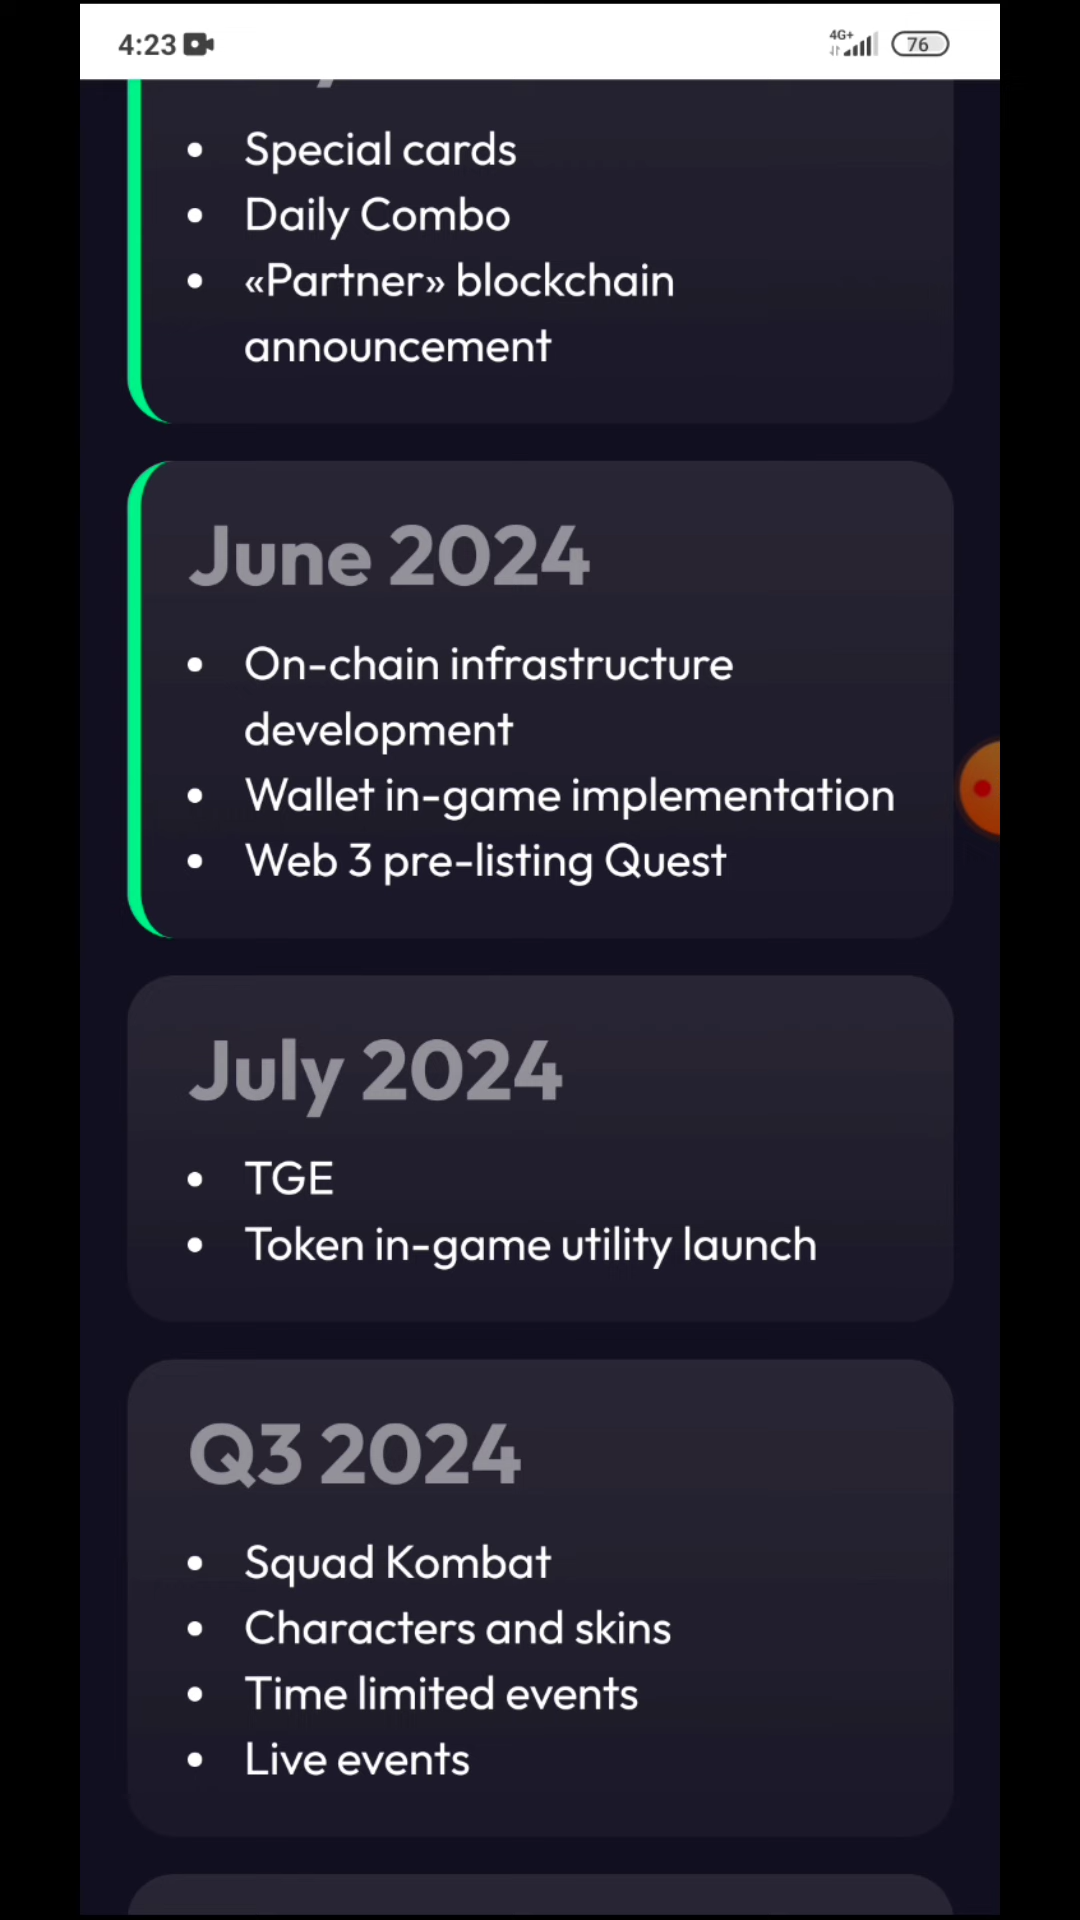 4:23
4G+
76
• Special cards
• Daily Combo
• «Partner» blockchain
announcement
June 2024
• On-chain infrastructure
development
• Wallet in-game implementation
• Web 3 pre-listing Quest
July 2024
• TGE
• Token in-game utility launch
Q3 2024
• Squad Kombat
• Characters and skins
• Time limited events
• Live events